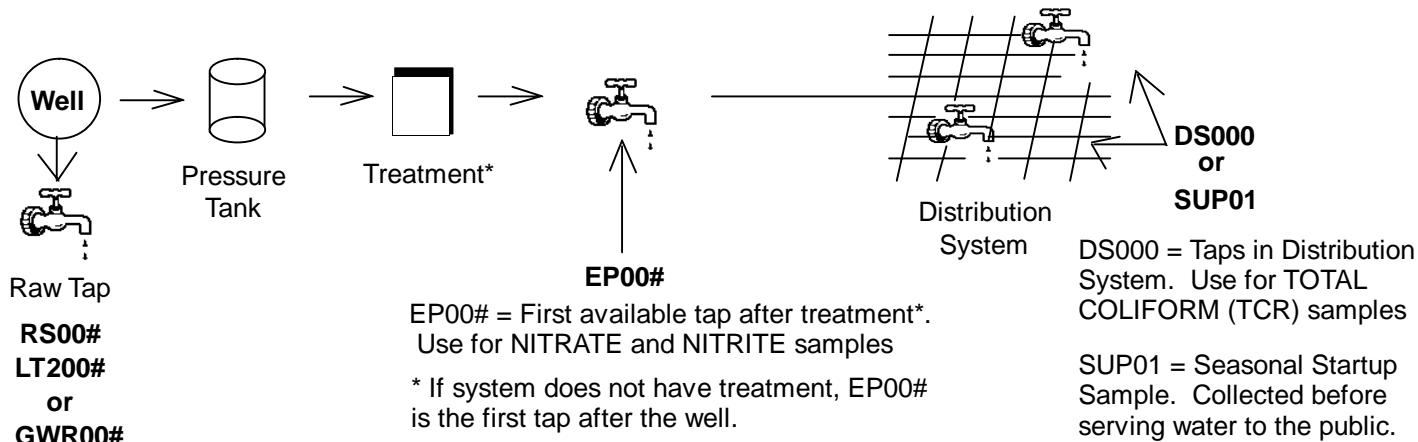 Well
Pressure
Tank
Treatment*
Raw Tap
RS00#
LT200#
or
GWR00#
EP00#
EP00# = First available tap after treatment*.
Use for NITRATE and NITRITE samples
* If system does not have treatment, EP00#
is the first tap after the well.
Distribution
System
DS000
or
SUP01
DS000 = Taps in Distribution
System. Use for TOTAL
COLIFORM (TCR) samples
SUP01 = Seasonal Startup
Sample. Collected before
serving water to the public.